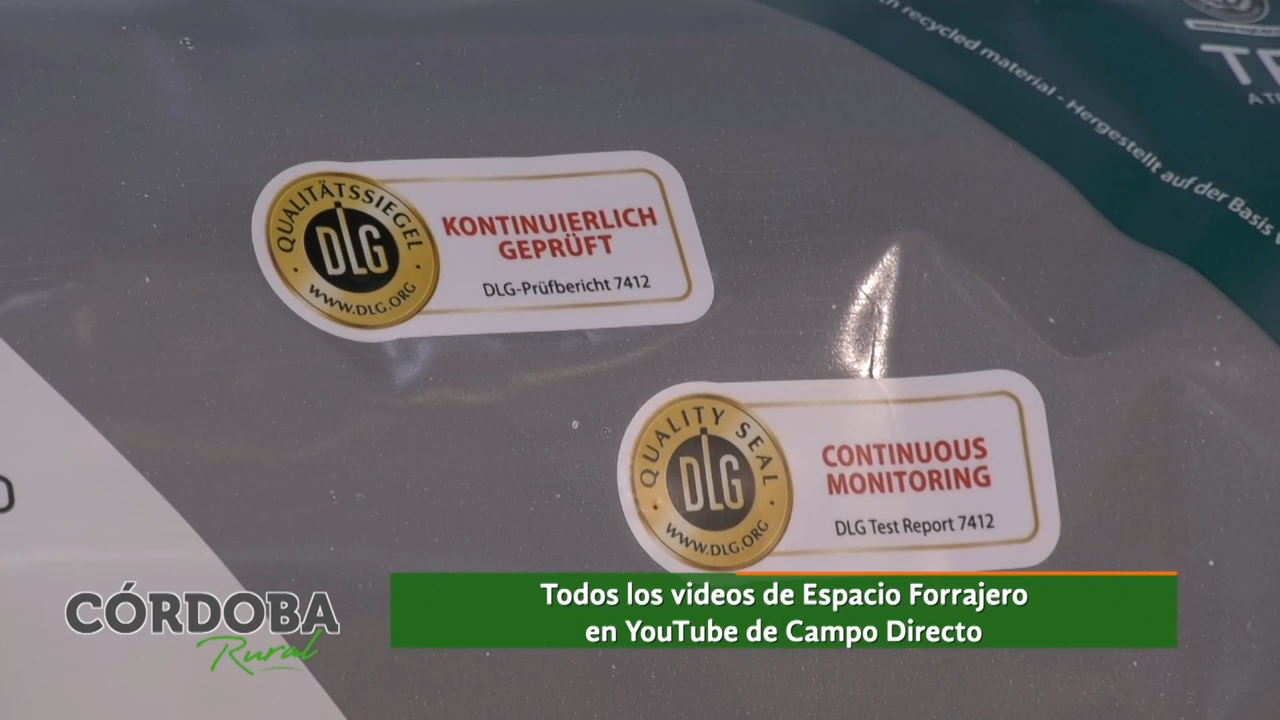 recycled material - Hergestellt auf der Basis
QUALITÄTSSIEGEL
DLG
WWW.DLG.ORG
KONTINUIERLICH
GEPRÜFT
DLG-Prüfbericht 7412
QUALITY SEAL
DLG
WWW.DLG.ORG
CONTINUOUS
MONITORING
DLG Test Report 7412
CÓRDOBA
Rural
Todos los videos de Espacio Forrajero
en YouTube de Campo Directo